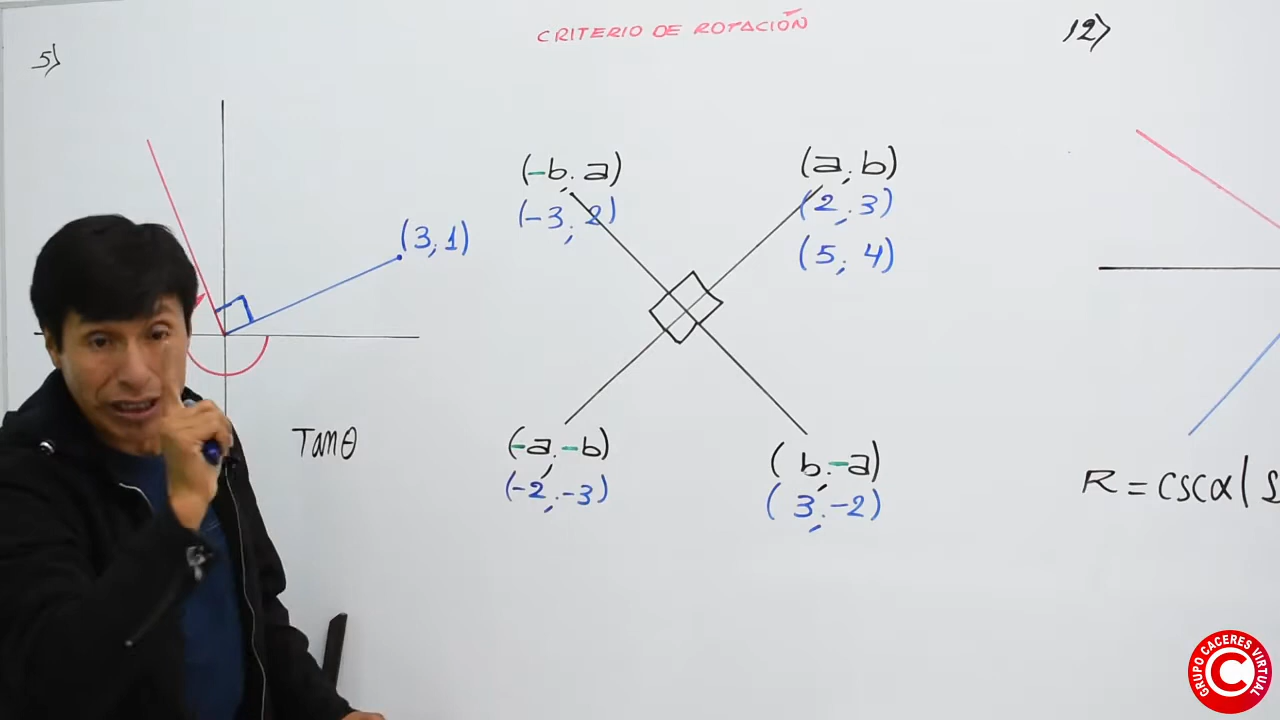 CRITERIO DE ROTACIÓN
5)
12)
(-b; a)
(a; b)
(-3; 2)
(2; 3)
(3; 1)
(5; 4)
Tanθ
(-a; -b)
(b; -a)
(-2; -3)
(3; -2)
R = CSCα(
GRUPO CACERES VIRTUAL
C